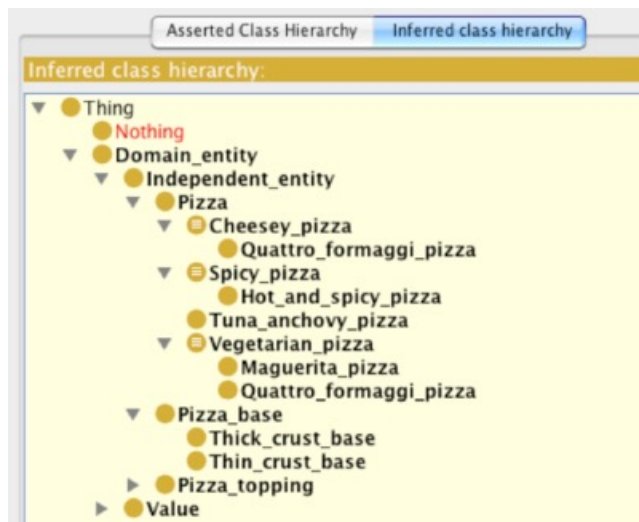 Asserted Class Hierarchy Inferred class hierarchy
Inferred class hierarchy:
Thing
Nothing
Domain_entity
Independent_entity
Pizza
Cheesey_pizza
Quattro_formaggi_pizza
Spicy_pizza
Hot_and_spicy_pizza
Tuna_anchovy_pizza
Vegetarian_pizza
Maguerita_pizza
Quattro_formaggi_pizza
Pizza_base
Thick_crust_base
Thin_crust_base
Pizza_topping
Value